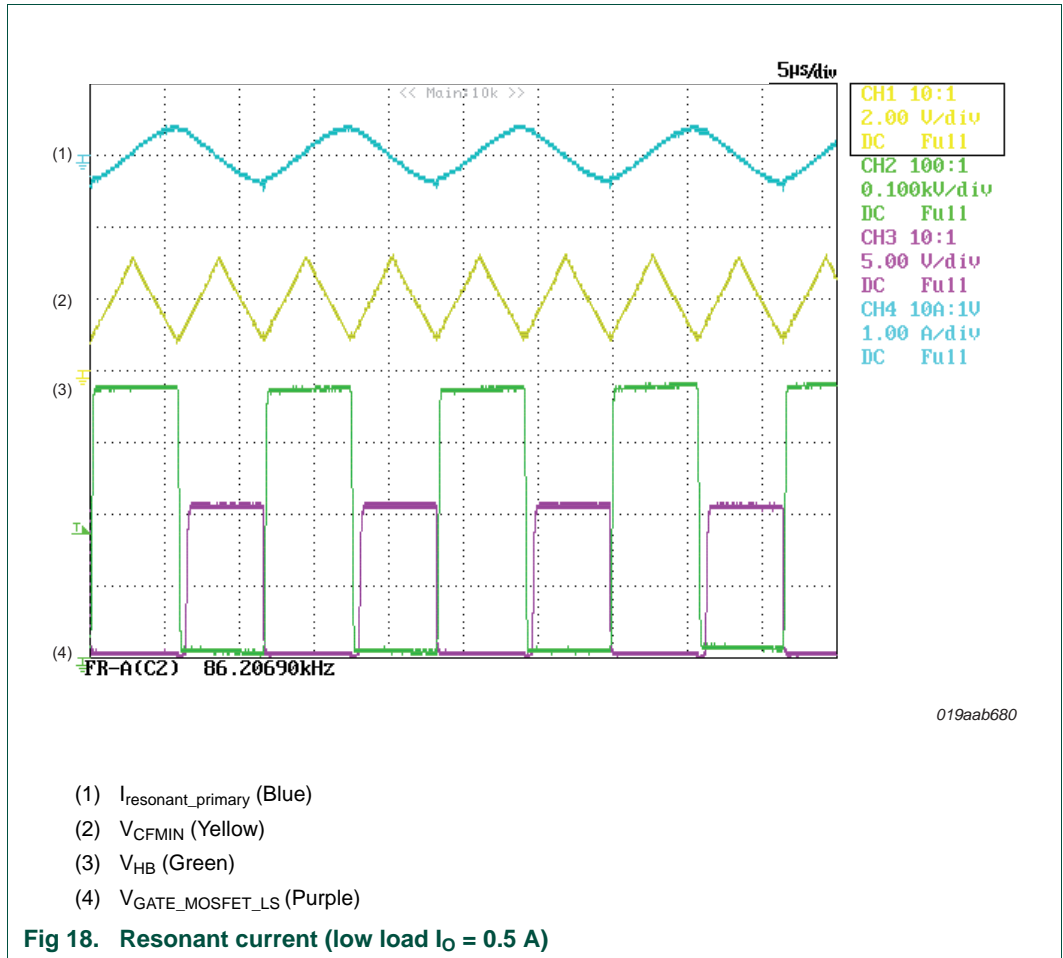 5µs/div
<< Main:10k >>
CH1 10:1
2.00 V/div
DC Full
CH2 100:1
0.100kV/div
DC Full
CH3 10:1
5.00 V/div
DC Full
CH4 10A:1V
1.00 A/div
DC Full
(1)
(2)
(3)
(4)
FR-A(C2) 86.20690kHz
019aab680
(1) Iresonant_primary (Blue)
(2) VCFMIN (Yellow)
(3) VHB (Green)
(4) VGATE_MOSFET_LS (Purple)
Fig 18. Resonant current (low load IO = 0.5 A)